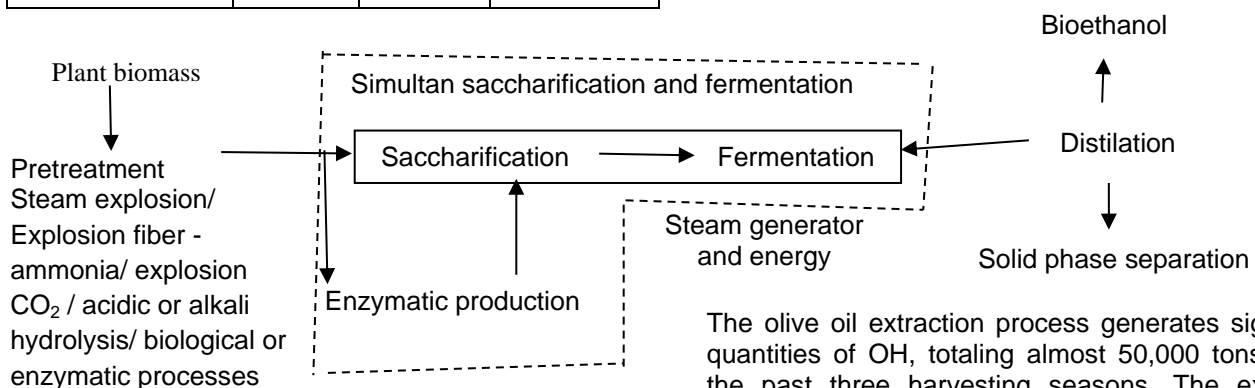 Bioethanol
Plant biomass
Simultan saccharification and fermentation
Saccharification
Fermentation
Distilation
Pretreatment
Steam explosion/
Explosion fiber -
ammonia/ explosion
CO₂ / acidic or alkali
hydrolysis/ biological or
enzymatic processes
Enzymatic production
Steam generator
and energy
Solid phase separation
The olive oil extraction process generates
quantities of OH, totaling almost 50,000 tons
the past three harvesting seasons. The